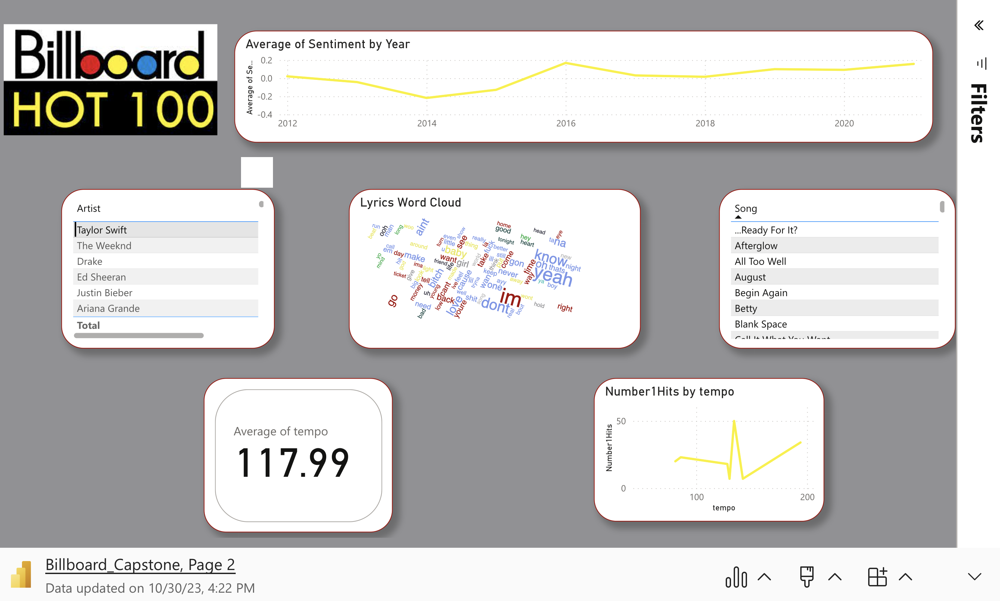 Billboard
HOT 100
Average of Sentiment by Year
Average of Se...
0.2
0.0
-0.2
-0.4
2012 2014 2016 2018 2020
Filters
Artist
Taylor Swift
The Weeknd
Drake
Ed Sheeran
Justin Bieber
Ariana Grande
Total
Lyrics Word Cloud
run
beat
ooh
man
long
woo
aint
home
good
head
eye
hey
heart
tonight
ta
na
even
show
little
turn
see
really
thing
la
fuck
better
around
call
em
day
make
u
baby
want
girl
world
take
ill
still
think
put
come
gon
know
new
oh
thats
night
yeah
time
way
yo
mind
hit
god
ima
light
friend
life
made
keep
never
ticket
give
look
big
tell
bitch
feel
cause
lil
tryna
wan
ayy
one
away
ya
boy
money
uh
young
cant
ive
back
well
shit
song
im
wont
dont
hold
right
go
need
bad
low
love
youre
real
bout
Song
...Ready For It?
Afterglow
All Too Well
August
Begin Again
Betty
Blank Space
Call It What You Want
Average of tempo
117.99
Number1Hits by tempo
Number1Hits
50
0
100 200
tempo
Billboard_Capstone, Page 2
Data updated on 10/30/23, 4:22 PM